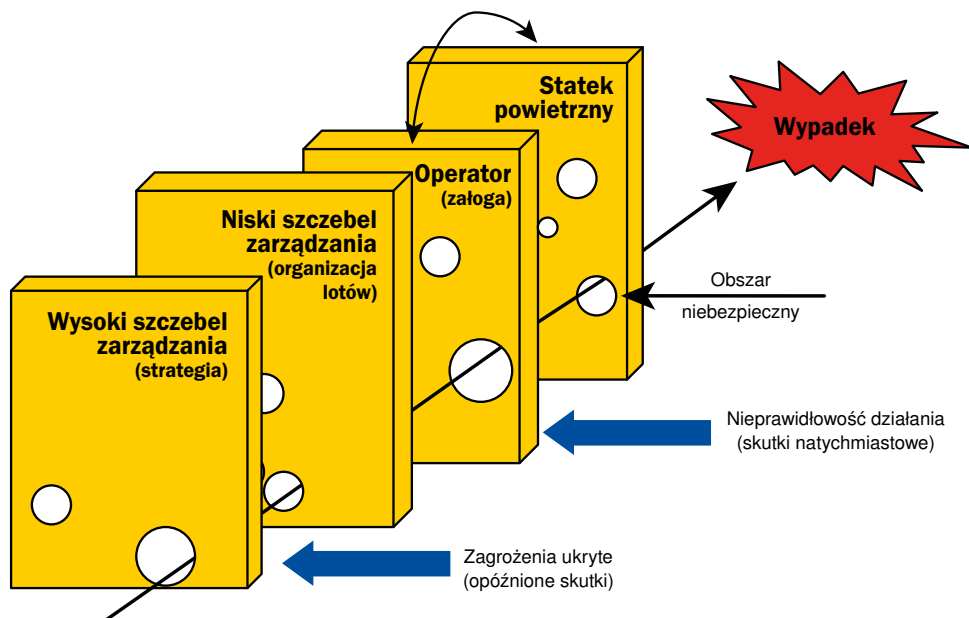 Statek
powietrzny
Wypadek
Operator
(załoga)
Niski szczebel
zarządzania
(organizacja
lotów)
Obszar
niebezpieczny
Wysoki szczebel
zarządzania
(strategia)
Nieprawidłowość działania
(skutki natychmiastowe)
Zagrożenia ukryte
(opóźnione skutki)